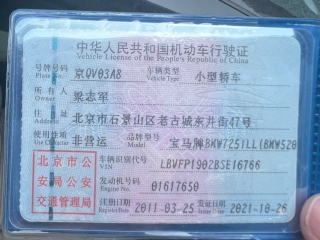 中华人民共和国机动车行驶证
Vehicle License of the People's Republic of China
号牌号码 京QV03A8 车辆类型 小型轿车
Plate No. Vehicle Type
所有人 梁志军
Owner
住址 北京市石景山区老古城东井街47号
Address
使用性质 非营运 品牌型号 宝马牌BMW7251LL(BMW520
Use Character
北京市公安局公安交通管理局
车辆识别代号 LBVFP1902BSE16766
VIN
发动机号码 01617650
Engine No.
注册日期 2011-03-25 发证日期 2021-10-26
Register Date Issue Date